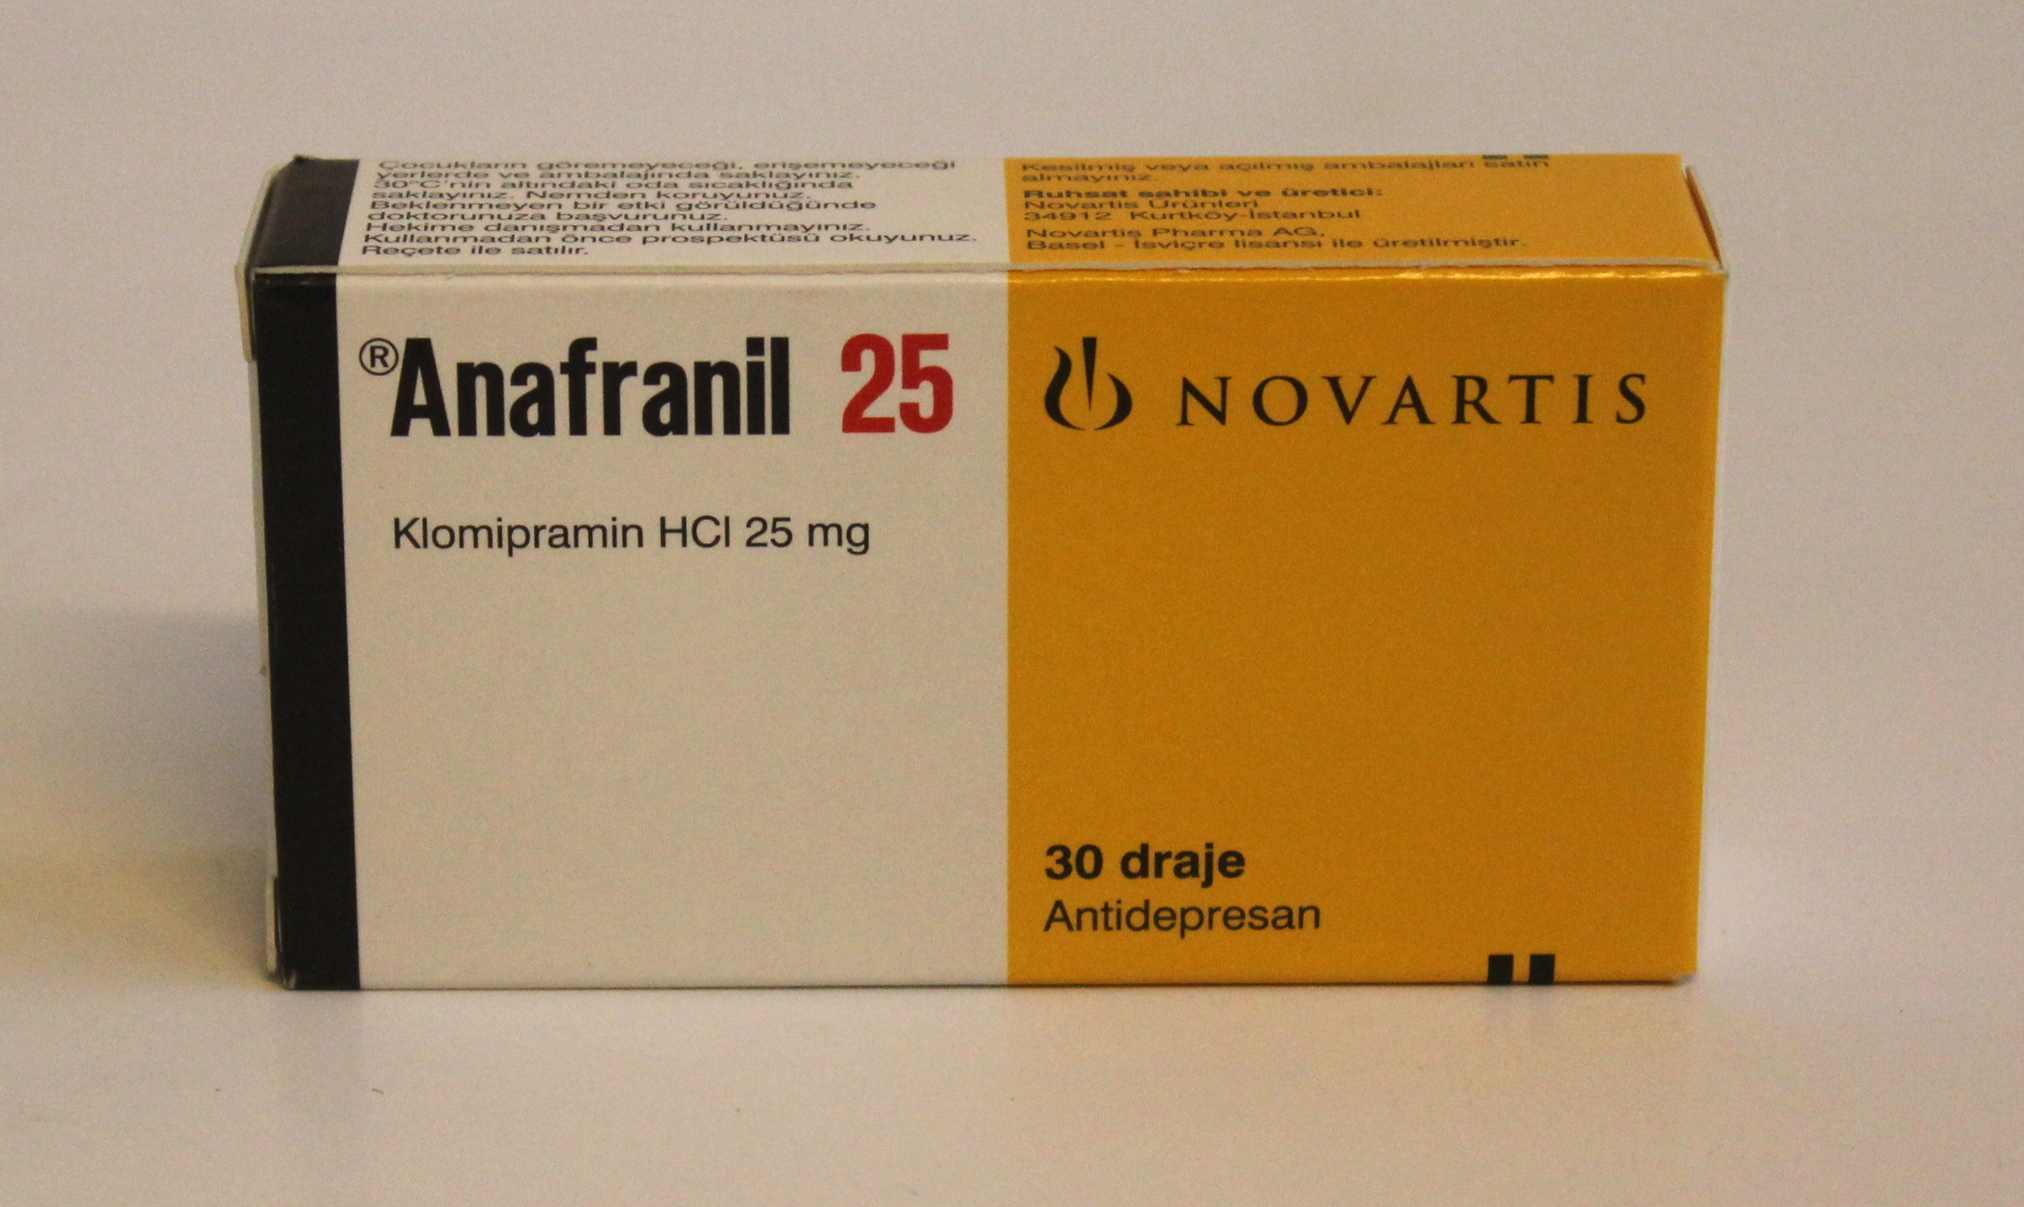 Çocukların göremeyeceği, erişemeyeceği
yerlerde ve ambalajında saklayınız.
30°C'nin altındaki oda sıcaklığında
saklayınız. Nemden koruyunuz.
Beklenmeyen bir etki görüldüğünde
doktorunuza başvurunuz.
Hekime danışmadan kullanmayınız.
Kullanmadan önce prospektüsü okuyunuz.
Reçete ile satılır.
Kesilmiş veya açılmış ambalajları satın
almayınız.
Ruhsat sahibi ve üretici:
Novartis Ürünleri
34912 Kurtköy-İstanbul
Novartis Pharma AG,
Basel - İsviçre lisansı ile üretilmiştir.
®Anafranil 25
Klomipramin HCl 25 mg
NOVARTIS
30 draje
Antidepresan